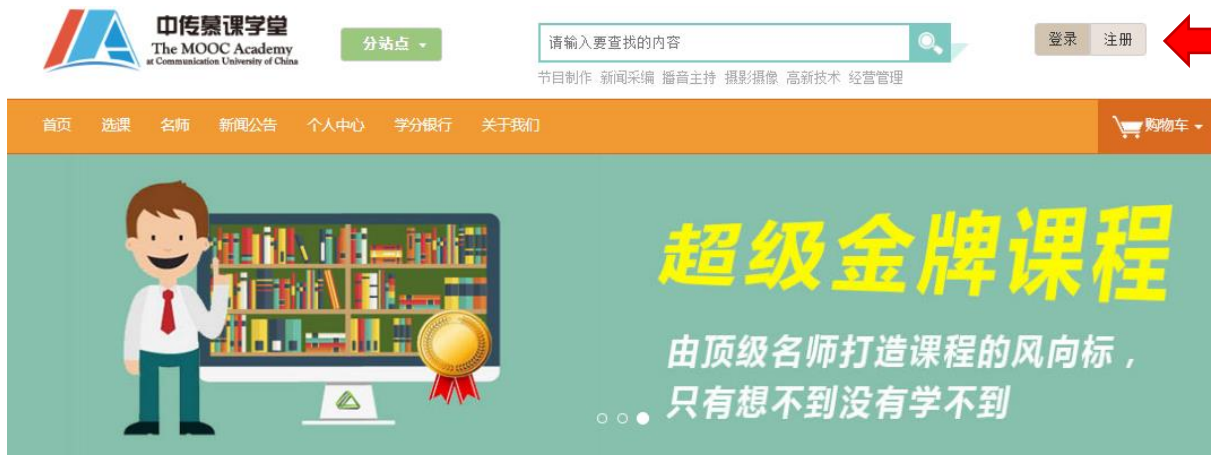 中传慕课学堂
The MOOC Academy
at Communication University of China
分站点
请输入要查找的内容
节目制作 新闻采编 播音主持 摄影摄像 高新技术 经营管理
登录 注册
首页 选课 名师 新闻公告 个人中心 学分银行 关于我们
购物车
超级金牌课程
由顶级名师打造课程的风向标，
只有想不到没有学不到